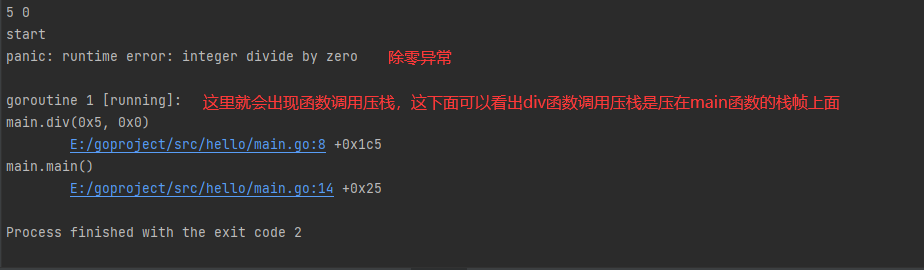 5 0
start
panic: runtime error: integer divide by zero 除零异常
goroutine 1 [running]: 这里就会出现函数调用压栈，这下面可以看出div函数调用压栈是压在main函数的栈帧上面
main.div(0x5, 0x0)
E:/goproject/src/hello/main.go:8 +0x1c5
main.main()
E:/goproject/src/hello/main.go:14 +0x25
Process finished with the exit code 2